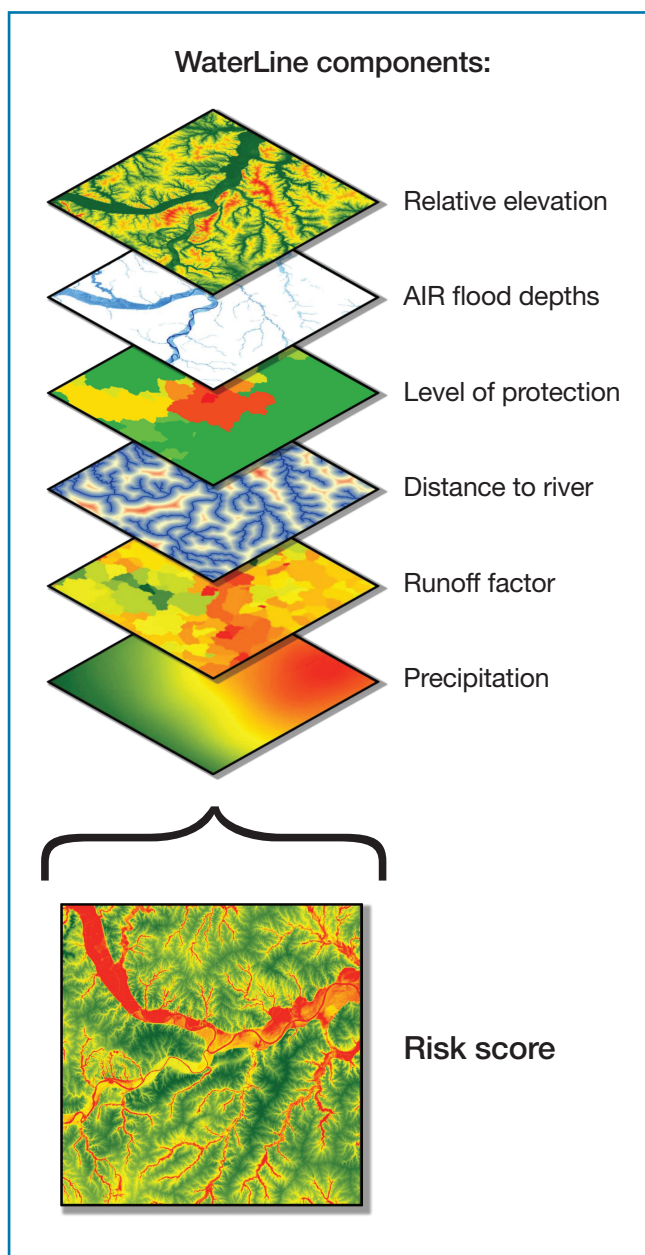 WaterLine components:
Relative elevation
AIR flood depths
Level of protection
Distance to river
Runoff factor
Precipitation
Risk score